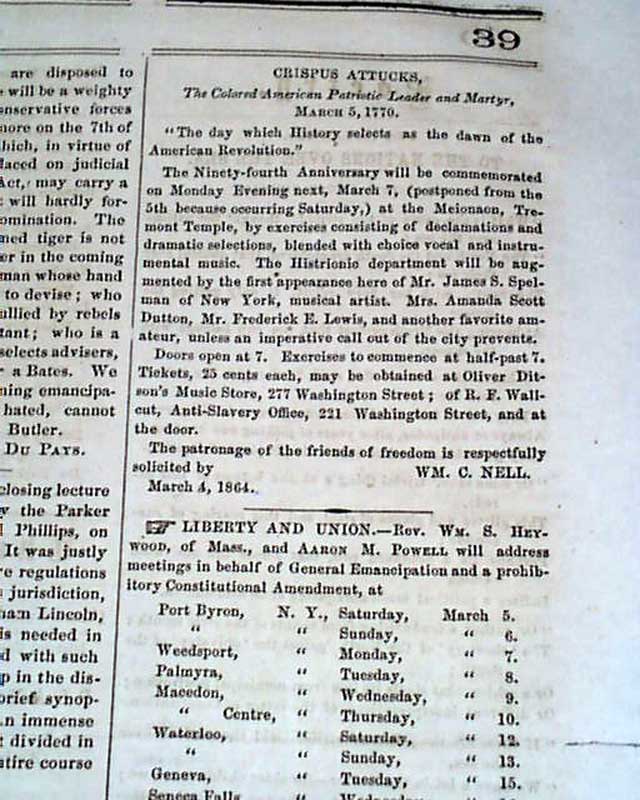 39
are disposed to
will be a weighty
onservative forces
more on the 7th of
hich, in virtue of
laced on judicial
Act, may carry a
will hardly for-
omination. The
ned tiger is not
er in the coming
man whose hand
to devise; who
ullied by rebels
tant; who is a
selects advisers,
a Bates. We
ning emancipa-
hated, cannot
Butler.
DU PAYS.
closing lecture
y the Parker
Phillips, on
It was justly
e regulations
jurisdiction,
ham Lincoln,
is needed in
d with such
p in the dis-
brief synop-
n immense
divided in
ntire course
CRISPUS ATTUCKS,
The Colored American Patriotic Leader and Martyr,
MARCH 5, 1770.
"The day which History selects as the dawn of the
American Revolution."
The Ninety-fourth Anniversary will be commemorated
on Monday Evening next, March 7, (postponed from the
5th because occurring Saturday,) at the Meionaon, Tre-
mont Temple, by exercises consisting of declamations and
dramatic selections, blended with choice vocal and instru-
mental music. The Histrionic department will be aug-
mented by the first appearance here of Mr. James S. Spel-
man of New York, musical artist. Mrs. Amanda Scott
Dutton, Mr. Frederick E. Lewis, and another favorite am-
ateur, unless an imperative call out of the city prevents.
Doors open at 7. Exercises to commence at half-past 7.
Tickets, 25 cents each, may be obtained at Oliver Dit-
son's Music Store, 277 Washington Street; of R. F. Wall-
cut, Anti-Slavery Office, 221 Washington Street, and at
the door.
The patronage of the friends of freedom is respectfully
solicited by WM. C. NELL.
March 4, 1864.
☞ LIBERTY AND UNION.—REV. WM. S. HEY-
WOOD, of Mass., and AARON M. POWELL will address
meetings in behalf of General Emancipation and a prohib-
itory Constitutional Amendment, at
Port Byron, N. Y., Saturday, March 5.
" " Sunday, " 6.
Weedsport, " Monday, " 7.
Palmyra, " Tuesday, " 8.
Macedon, " Wednesday, " 9.
" Centre, " Thursday, " 10.
Waterloo, " Saturday, " 12.
" " Sunday, " 13.
Geneva, " Tuesday, " 15.
Seneca Falls